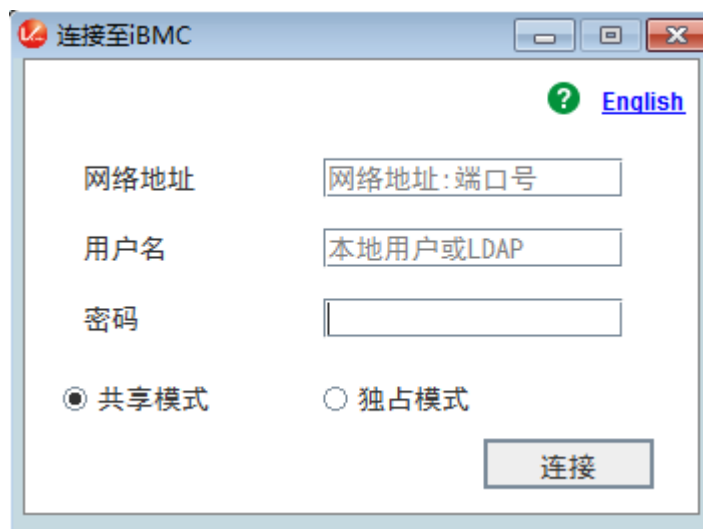 连接至iBMC
English
网络地址 网络地址:端口号
用户名 本地用户或LDAP
密码
共享模式 独占模式
连接